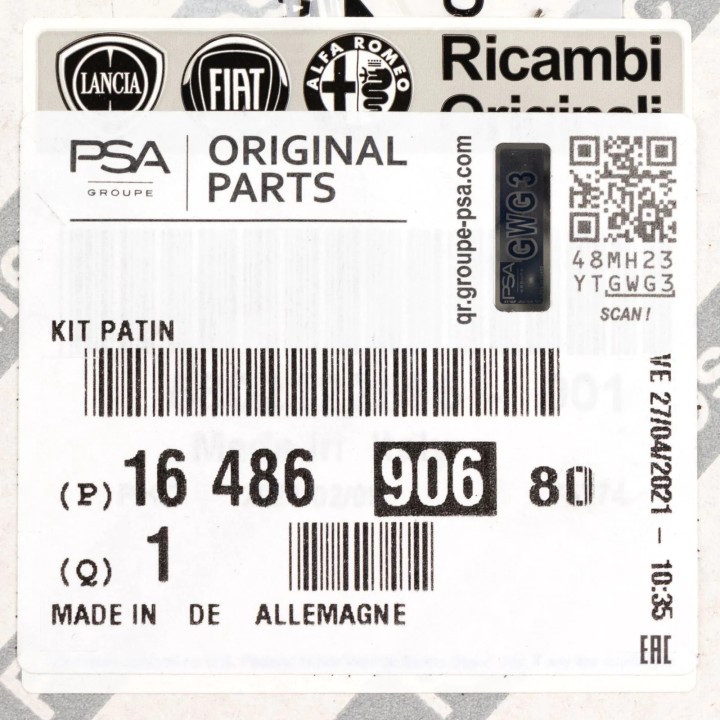 LANCIA
FIAT
ALFA ROMEO
Ricambi
Originali
PSA
GROUPE
ORIGINAL
PARTS
qr.groupe-psa.com
PSA
GWG3
48MH23
YTGWG3
SCAN!
KIT PATIN
VE 27/04/2021 - 10:35
(P) 16 486 906 80
(Q) 1
MADE IN DE ALLEMAGNE
EAC